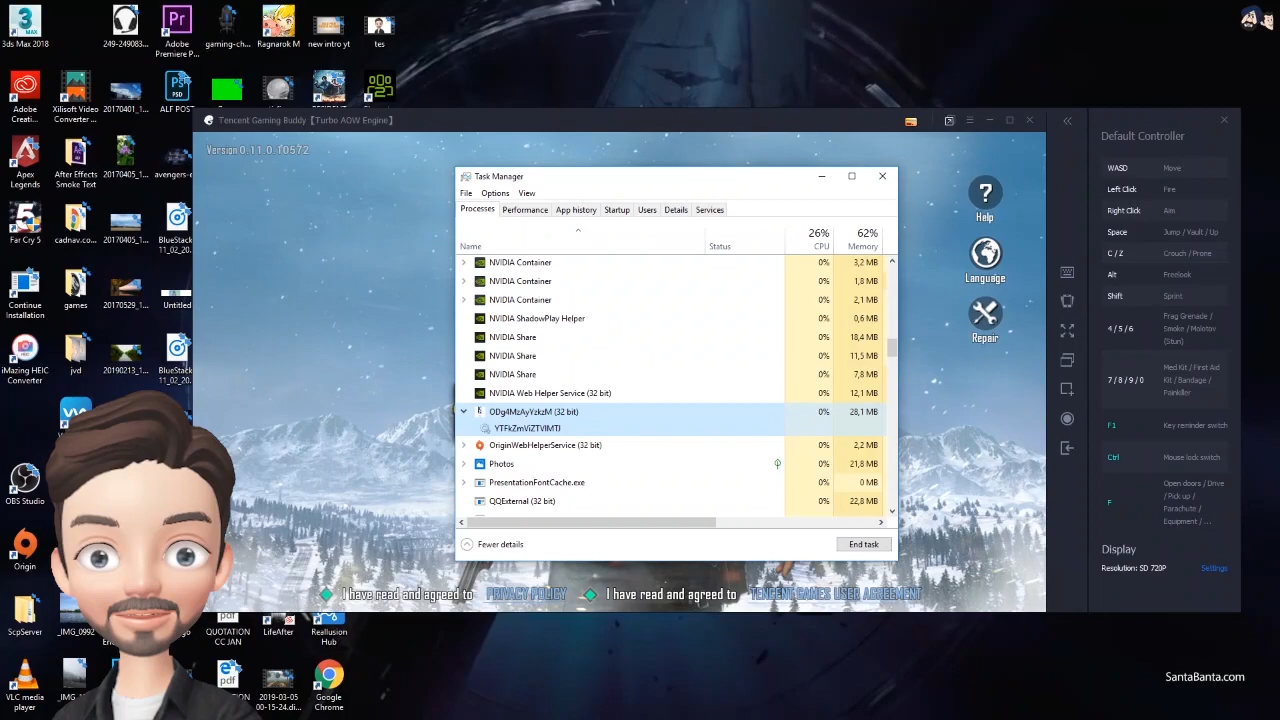 3ds Max 2018
249-249083...
Adobe Premiere P...
gaming-ch...
Ragnarok M
new intro yt
tes
Adobe Creati...
Xilisoft Video Converter ...
20170401_1...
ALF POST
Apex Legends
After Effects Smoke Text
20170405_1...
avengers-e
Far Cry 5
cadnav.co...
20170405_1...
BlueStack
11_02_20.
Continue Installation
games
20170529_1...
Untitled
iMazing HEIC Converter
jvd
20190213_1...
BlueStack
11_02_20.
OBS Studio
Origin
ScpServer
_IMG_0992
QUOTATION CC JAN
LifeAfter
Reallusion Hub
VLC media player
_IMG_
QUOTATION
2019-03-05 00-15-24.di...
Google Chrome
Tencent Gaming Buddy【Turbo AOW Engine】
Version 0.11.0.10572
Help
Language
Repair
I have read and agreed to PRIVACY POLICY
I have read and agreed to TENCENT GAMES USER AGREEMENT
Task Manager
File Options View
Processes Performance App history Startup Users Details Services
26% 62%
Name Status CPU Memory
NVIDIA Container 0% 3,2 MB
NVIDIA Container 0% 1,8 MB
NVIDIA Container 0% 2,1 MB
NVIDIA ShadowPlay Helper 0% 0,6 MB
NVIDIA Share 0% 18,4 MB
NVIDIA Share 0% 11,5 MB
NVIDIA Share 0% 7,8 MB
NVIDIA Web Helper Service (32 bit) 0% 12,1 MB
ODg4MzAyYzkzM (32 bit) 0% 28,1 MB
YTFkZmViZTVlMTJ
OriginWebHelperService (32 bit) 0% 2,2 MB
Photos 0% 21,8 MB
PresentationFontCache.exe 0% 0 MB
QQExternal (32 bit) 0% 22,8 MB
Fewer details
End task
Default Controller
WASD Move
Left Click Fire
Right Click Aim
Space Jump / Vault / Up
C / Z Crouch / Prone
Alt Freelook
Shift Sprint
4 / 5 / 6 Frag Grenade / Smoke / Molotov (Stun)
7 / 8 / 9 / 0 Med Kit / First Aid Kit / Bandage / Painkiller
F1 Key reminder switch
Ctrl Mouse lock switch
F Open doors / Drive / Pick up / Parachute / Equipment / ...
Display
Resolution: SD 720P Settings
SantaBanta.com